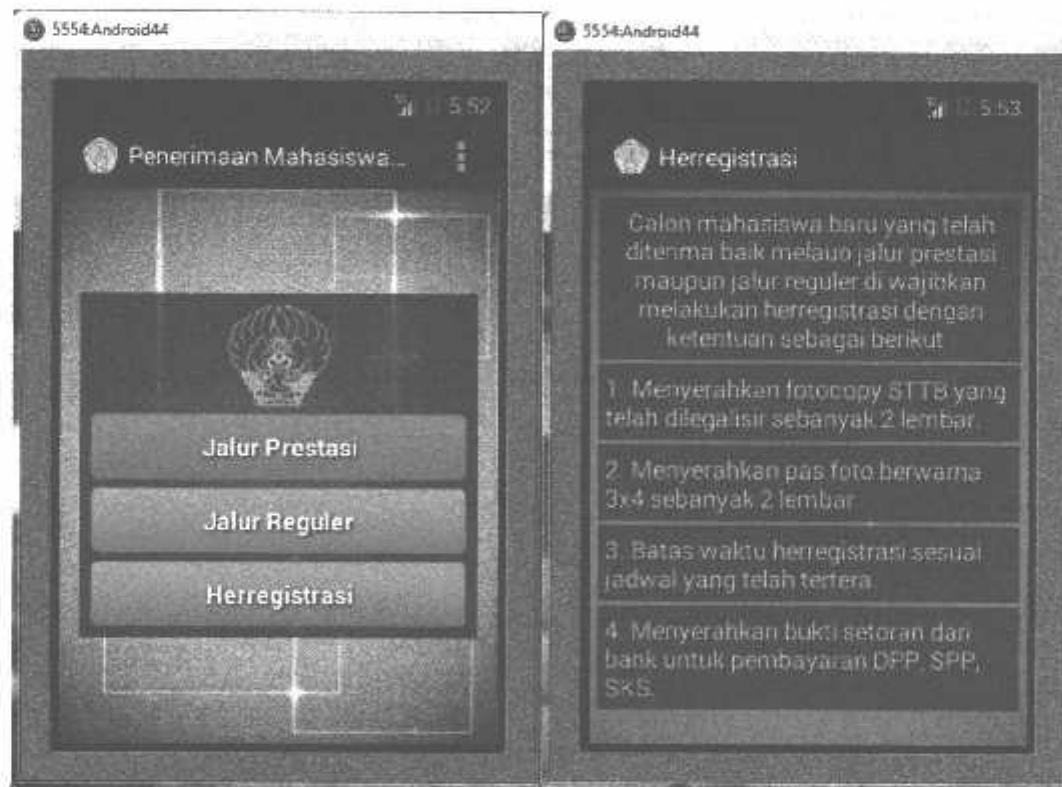 5554:Android44
5:52
Penerimaan Mahasiswa...
Jalur Prestasi
Jalur Reguler
Herregistrasi
5554:Android44
5:53
Herregistrasi
Calon mahasiswa baru yang telah
diterima baik melaui jalur prestasi
maupun jalur reguler di wajibkan
melakukan herregistrasi dengan
ketentuan sebagai berikut
1. Menyerahkan fotocopy STTB yang
telah dilegalisir sebanyak 2 lembar.
2. Menyerahkan pas foto berwarna
3x4 sebanyak 2 lembar
3. Batas waktu herregistrasi sesuai
jadwal yang telah tertera
4. Menyerahkan bukti setoran dari
bank untuk pembayaran DPP, SPP,
SKS.